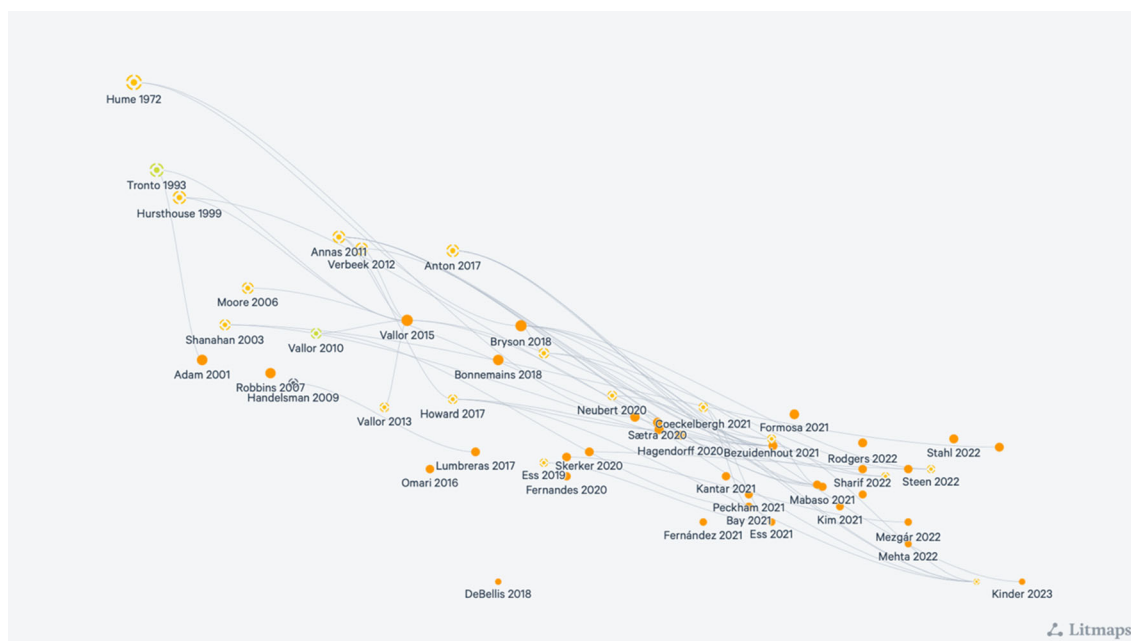 Hume 1972
Tronto 1993
Hursthouse 1999
Annas 2011
Verbeek 2012
Anton 2017
Moore 2006
Shanahan 2003
Vallor 2010
Vallor 2015
Bryson 2018
Adam 2001
Bonnemains 2018
Robbins 2007
Handelsman 2009
Vallor 2013
Howard 2017
Neubert 2020
Coeckelbergh 2021
Formosa 2021
Sætra 2020
Hagendorff 2020
Bezuidenhout 2021
Rodgers 2022
Stahl 2022
Lumbreras 2017
Skerker 2020
Omari 2016
Ess 2019
Fernandes 2020
Kantar 2021
Sharif 2022
Steen 2022
Mabaso 2021
Peckham 2021
Bay 2021
Kim 2021
Fernández 2021
Ess 2021
Mezgár 2022
Mehta 2022
DeBellis 2018
Kinder 2023
Litmaps